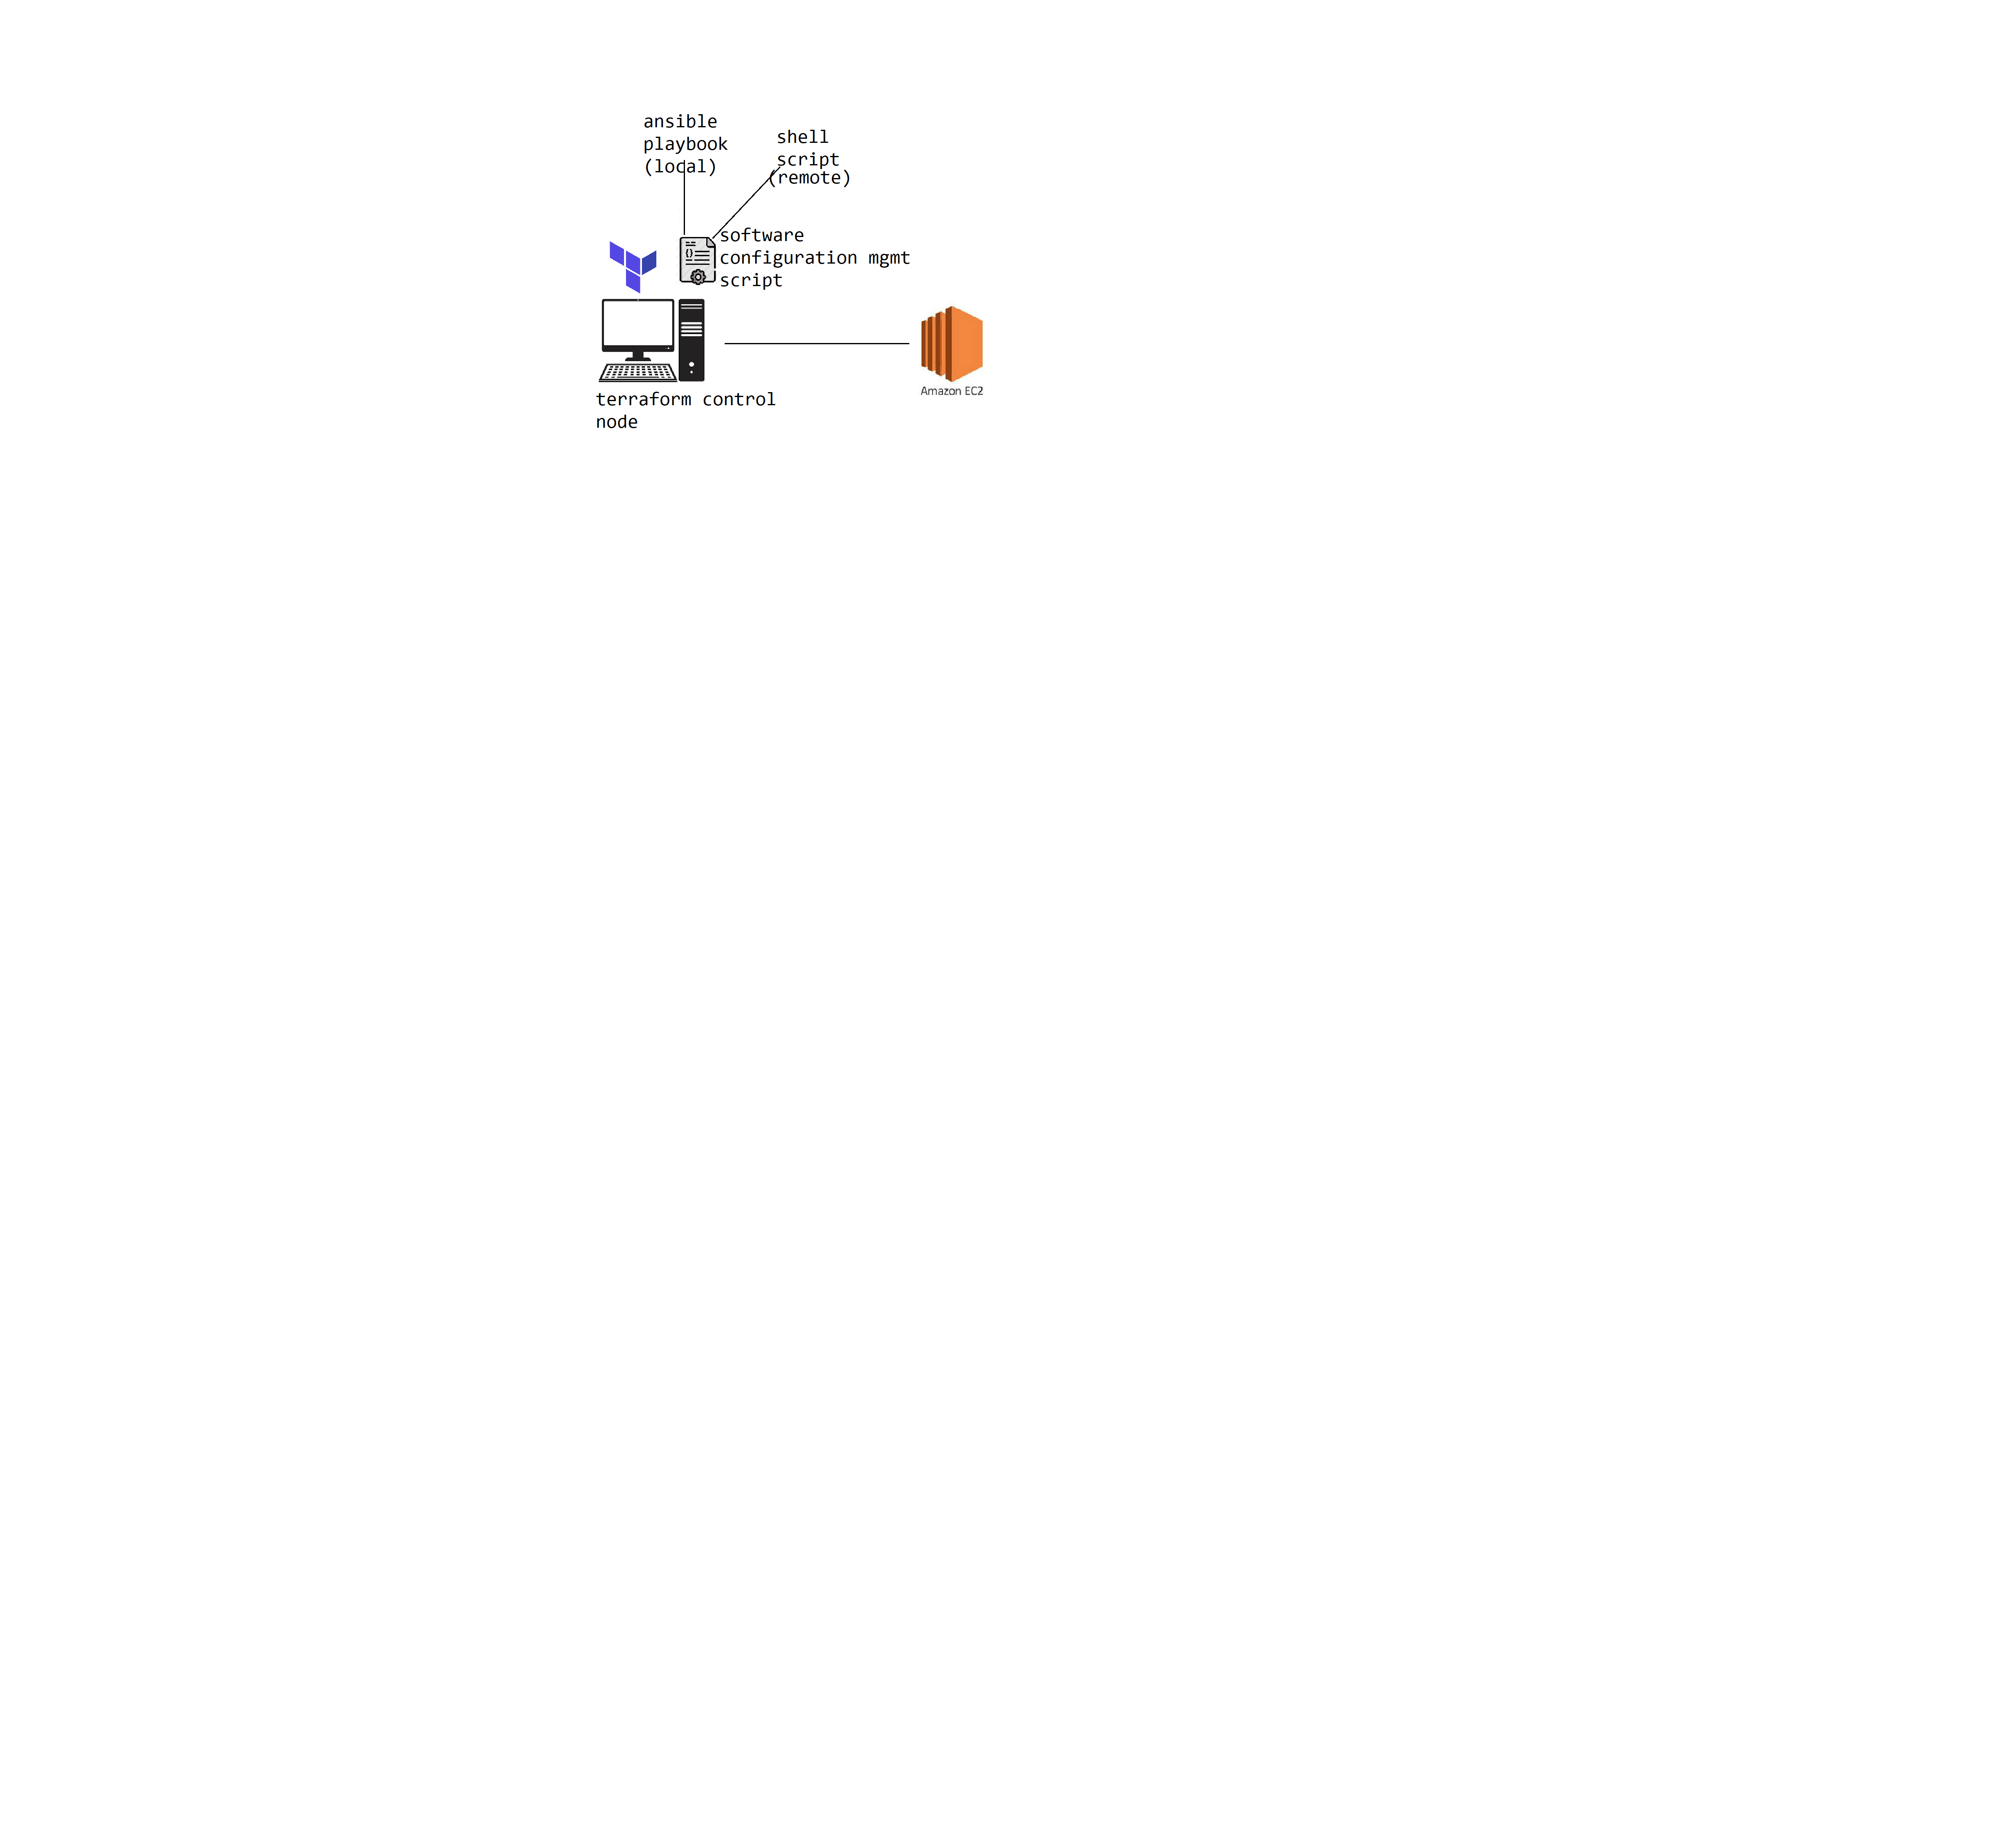 ansible
playbook
(local)
shell
script
(remote)
software
configuration mgmt
script
Amazon EC2
terraform control
node